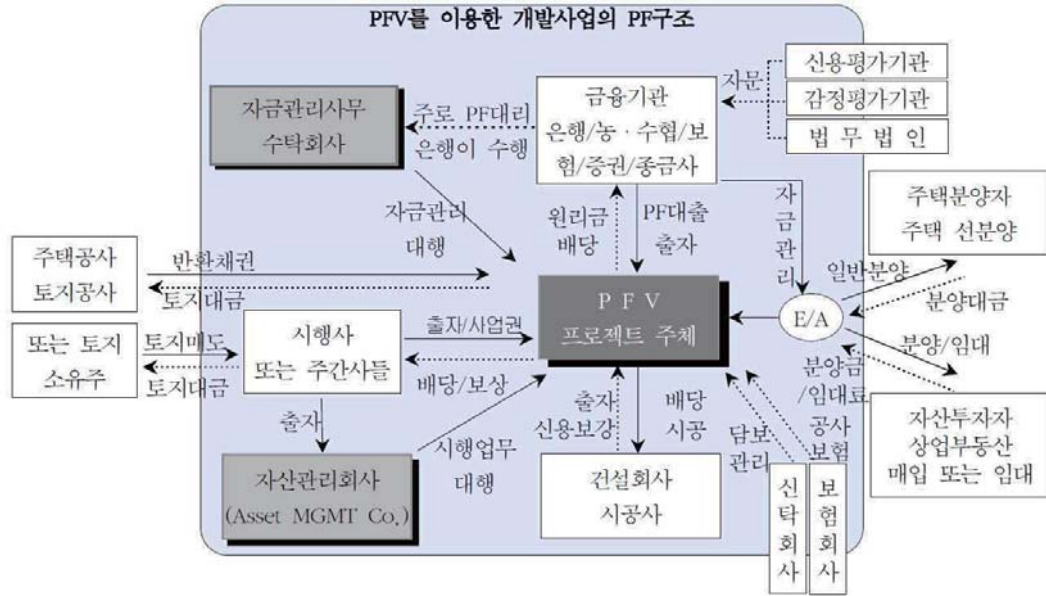 PFV를 이용한 개발사업의 PF구조
신용평가기관
감정평가기관
법 무 법 인
자문
금융기관
은행/농·수협/보
험/증권/종금사
자금관리사무
수탁회사
주로 PF대리
은행이 수행
자금관리
대행
원리금
배당
PF대출
출자
자금관리
주택분양자
주택 선분양
주택공사
토지공사
반환채권
토지대금
또는 토지
소유주
토지매도
토지대금
시행사
또는 주간사들
출자/사업권
배당/보상
P F V
프로젝트 주체
E/A
일반분양
분양대금
분양/임대
분양금
/임대료
자산투자자
상업부동산
매입 또는 임대
출자
자산관리회사
(Asset MGMT Co.)
시행업무
대행
출자
신용보강
배당
시공
건설회사
시공사
담보
관리
공사
보험
신탁회사
보험회사